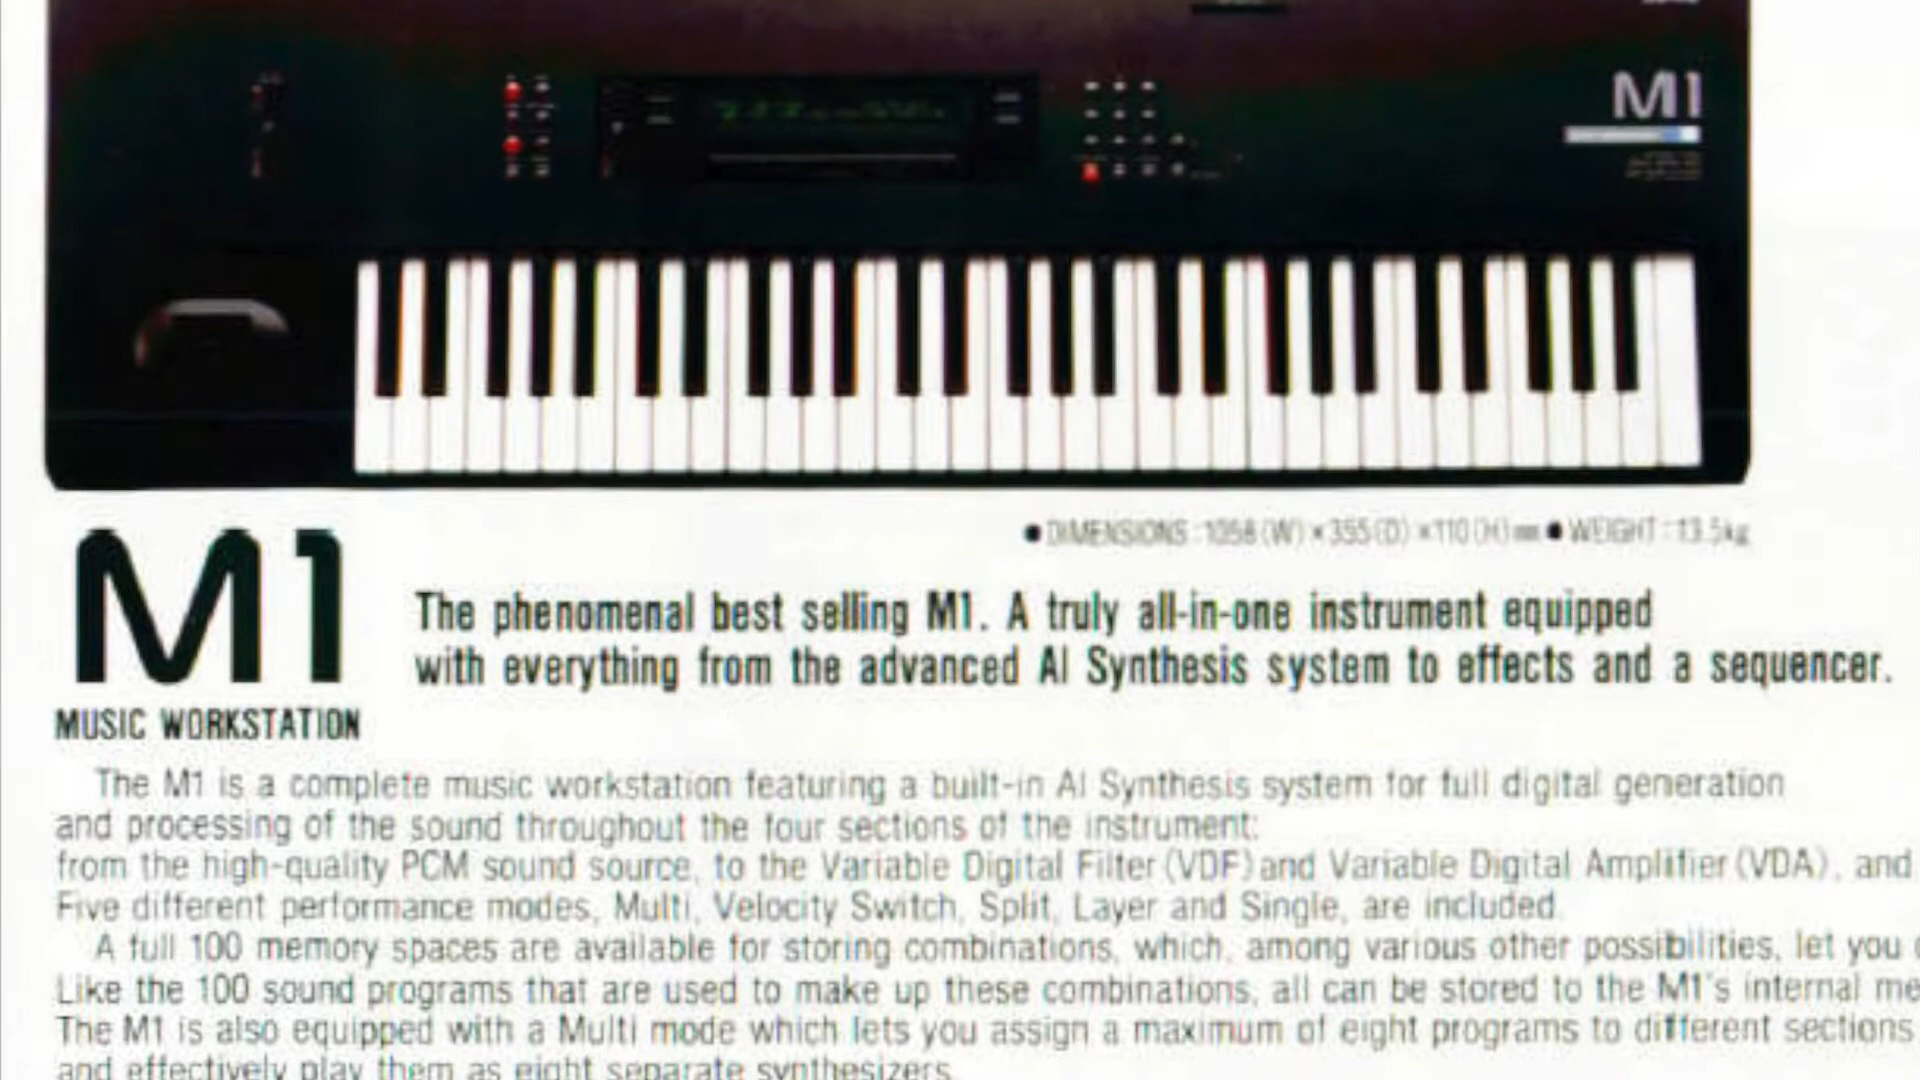 M1
● DIMENSIONS : 1058(W) × 355(D) × 110(H)mm ● WEIGHT : 13.5kg
M1
The phenomenal best selling M1. A truly all-in-one instrument equipped
with everything from the advanced AI Synthesis system to effects and a sequencer.
MUSIC WORKSTATION
The M1 is a complete music workstation featuring a built-in AI Synthesis system for full digital generation
and processing of the sound throughout the four sections of the instrument:
from the high-quality PCM sound source, to the Variable Digital Filter (VDF) and Variable Digital Amplifier (VDA), and
Five different performance modes, Multi, Velocity Switch, Split, Layer and Single, are included.
A full 100 memory spaces are available for storing combinations, which, among various other possibilities, let you
Like the 100 sound programs that are used to make up these combinations, all can be stored to the M1's internal me
The M1 is also equipped with a Multi mode which lets you assign a maximum of eight programs to different sections
and effectively play them as eight separate synthesizers.